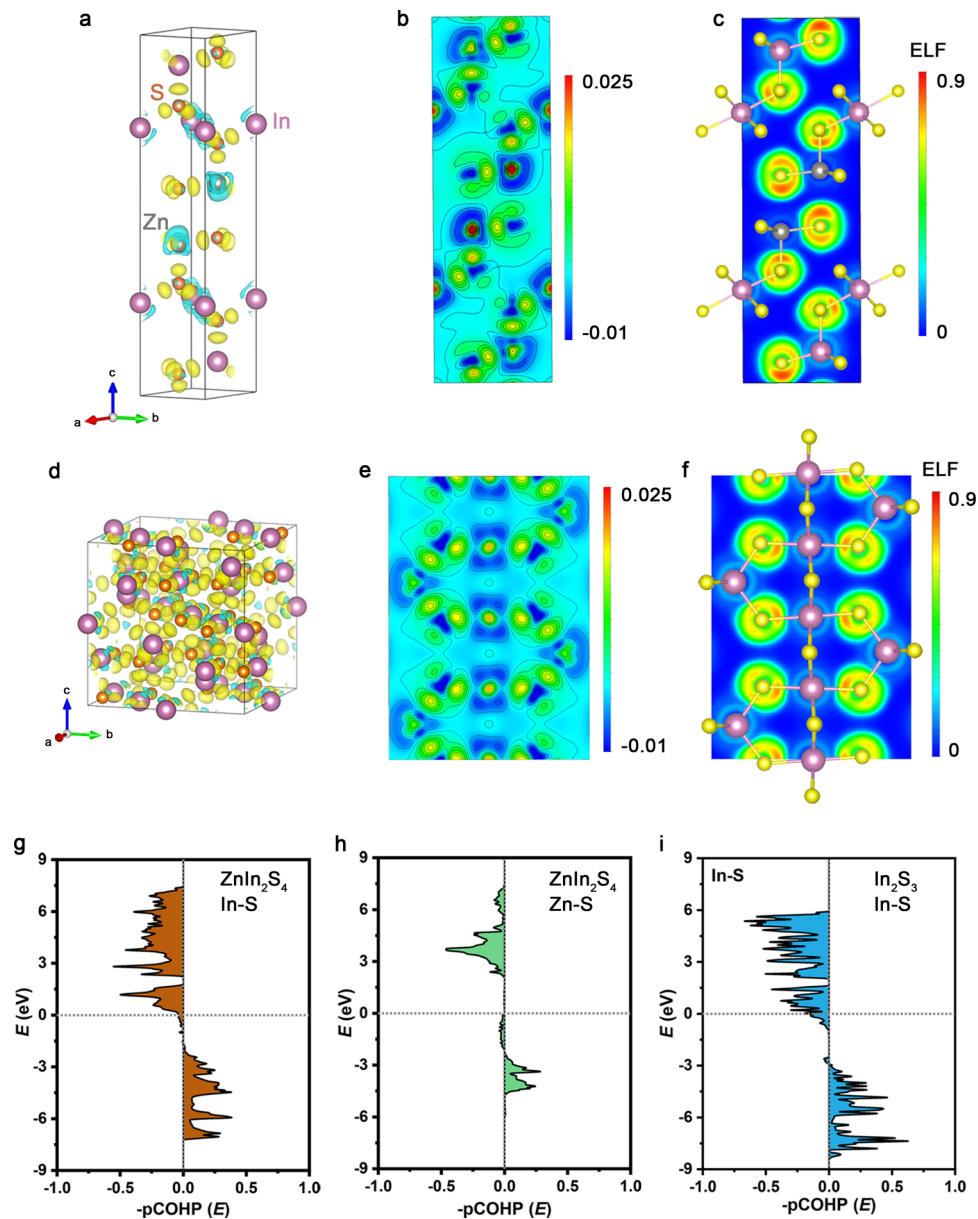 a
b
c
S
In
Zn
c
a
b
0.025
-0.01
ELF
0.9
0
d
e
f
c
a
b
0.025
-0.01
ELF
0.9
0
g
h
i
9
6
3
0
-3
-6
-9
E (eV)
ZnIn₂S₄
In-S
-1.0 -0.5 0.0 0.5 1.0
-pCOHP (E)
9
6
3
0
-3
-6
-9
E (eV)
ZnIn₂S₄
Zn-S
-1.0 -0.5 0.0 0.5 1.0
-pCOHP (E)
9
6
3
0
-3
-6
-9
E (eV)
In-S
In₂S₃
In-S
-1.0 -0.5 0.0 0.5 1.0
-pCOHP (E)